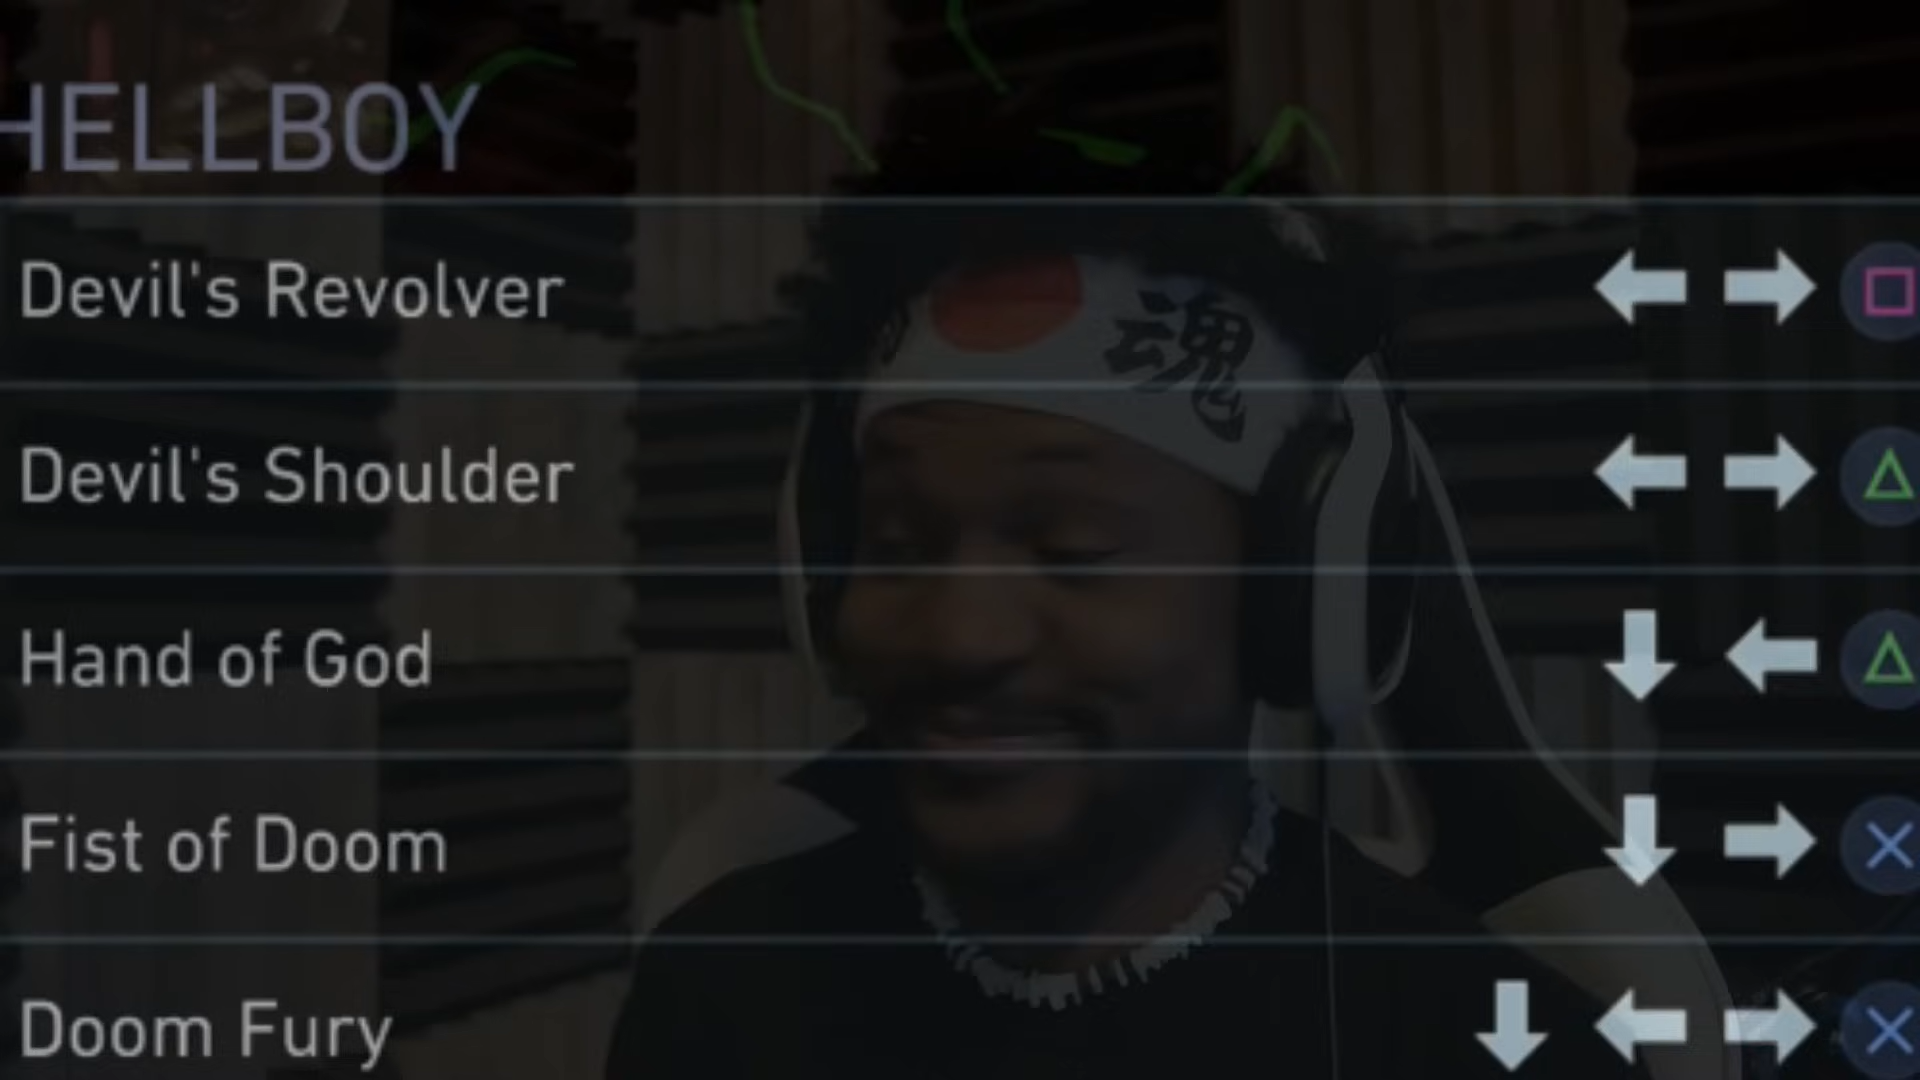 HELLBOY
Devil's Revolver
魂
Devil's Shoulder
Hand of God
Fist of Doom
Doom Fury